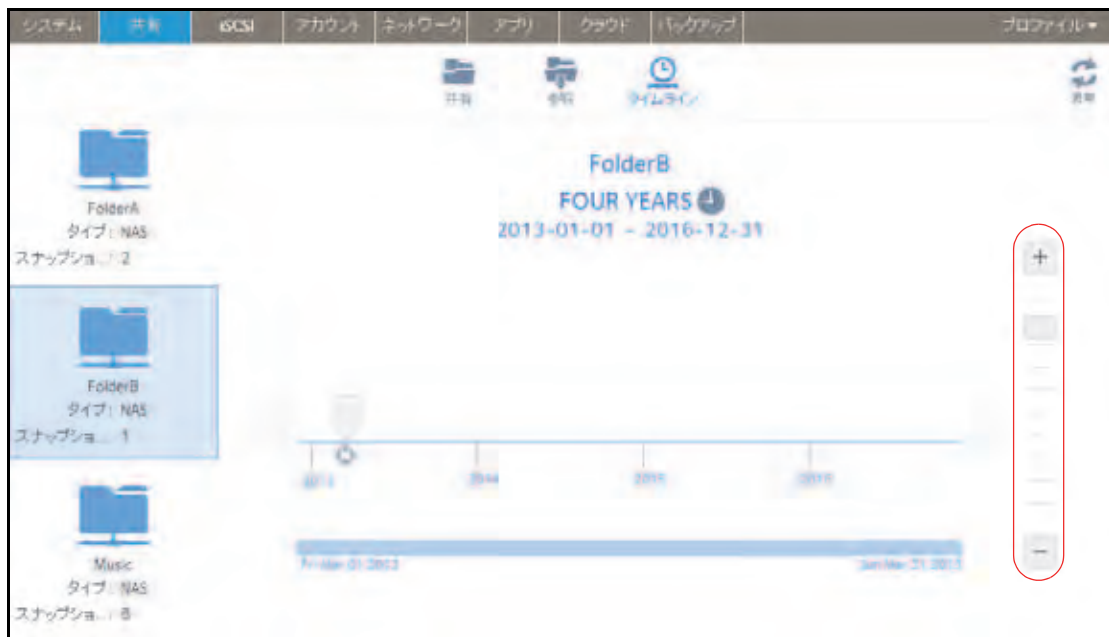 システム 共有 iSCSI アカウント ネットワーク アプリ クラウド バックアップ プロファイル
共有 タイムライン
FolderB
FOUR YEARS
2013-01-01 - 2016-12-31
FolderA
タイプ: NAS
スナップショ...: 2
FolderB
タイプ: NAS
スナップショ...: 1
Music
タイプ: NAS
スナップショ...: 8
+
-
2014